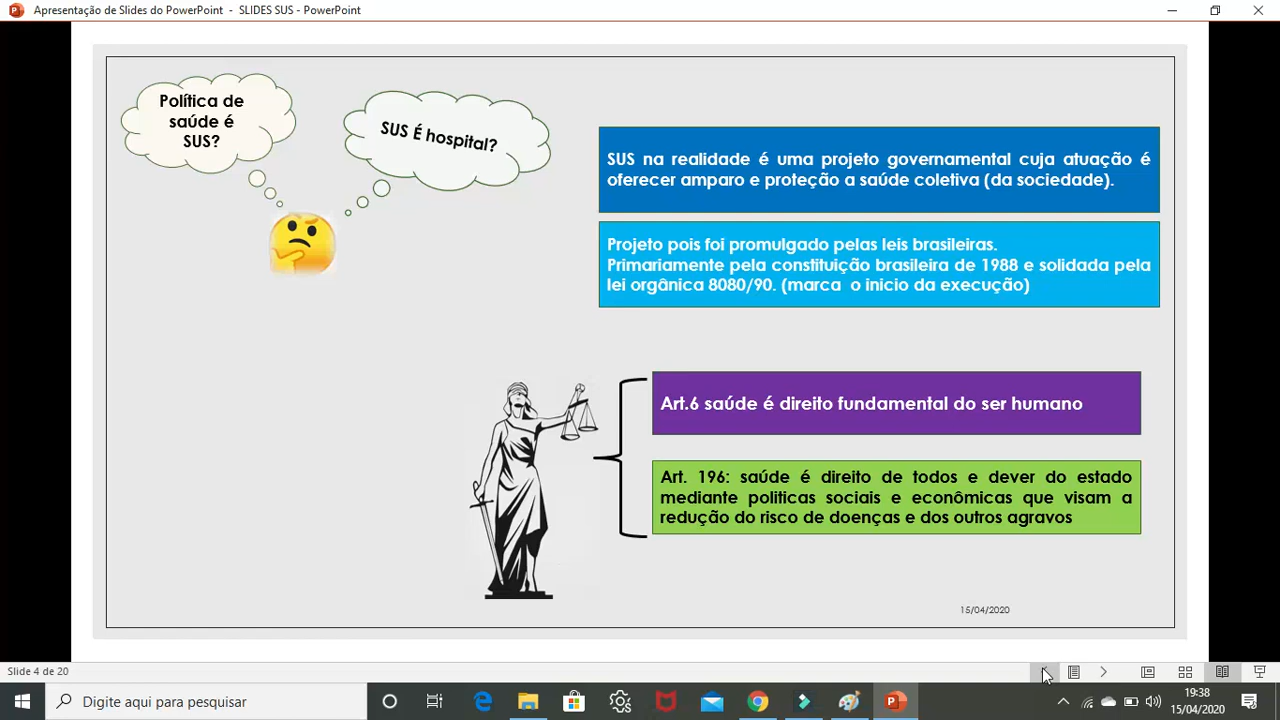 Apresentação de Slides do PowerPoint - SLIDES SUS - PowerPoint
Política de
saúde é
SUS?
SUS É hospital?
SUS na realidade é uma projeto governamental cuja atuação é
oferecer amparo e proteção a saúde coletiva (da sociedade).
Projeto pois foi promulgado pelas leis brasileiras.
Primariamente pela constituição brasileira de 1988 e solidada pela
lei orgânica 8080/90. (marca o inicio da execução)
Art.6 saúde é direito fundamental do ser humano
Art. 196: saúde é direito de todos e dever do estado
mediante politicas sociais e econômicas que visam a
redução do risco de doenças e dos outros agravos
15/04/2020
Slide 4 de 20
Digite aqui para pesquisar
19:38
15/04/2020